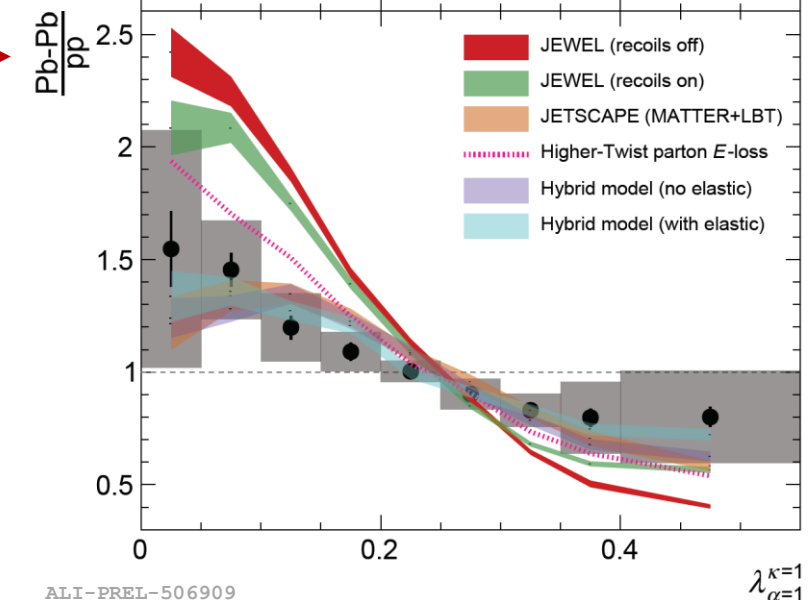 Pb-Pb
pp
2.5
2
1.5
1
0.5
0
0.2
0.4
JEWEL (recoils off)
JEWEL (recoils on)
JETSCAPE (MATTER+LBT)
Higher-Twist parton E-loss
Hybrid model (no elastic)
Hybrid model (with elastic)
λ κ=1 α=1
ALI-PREL-506909